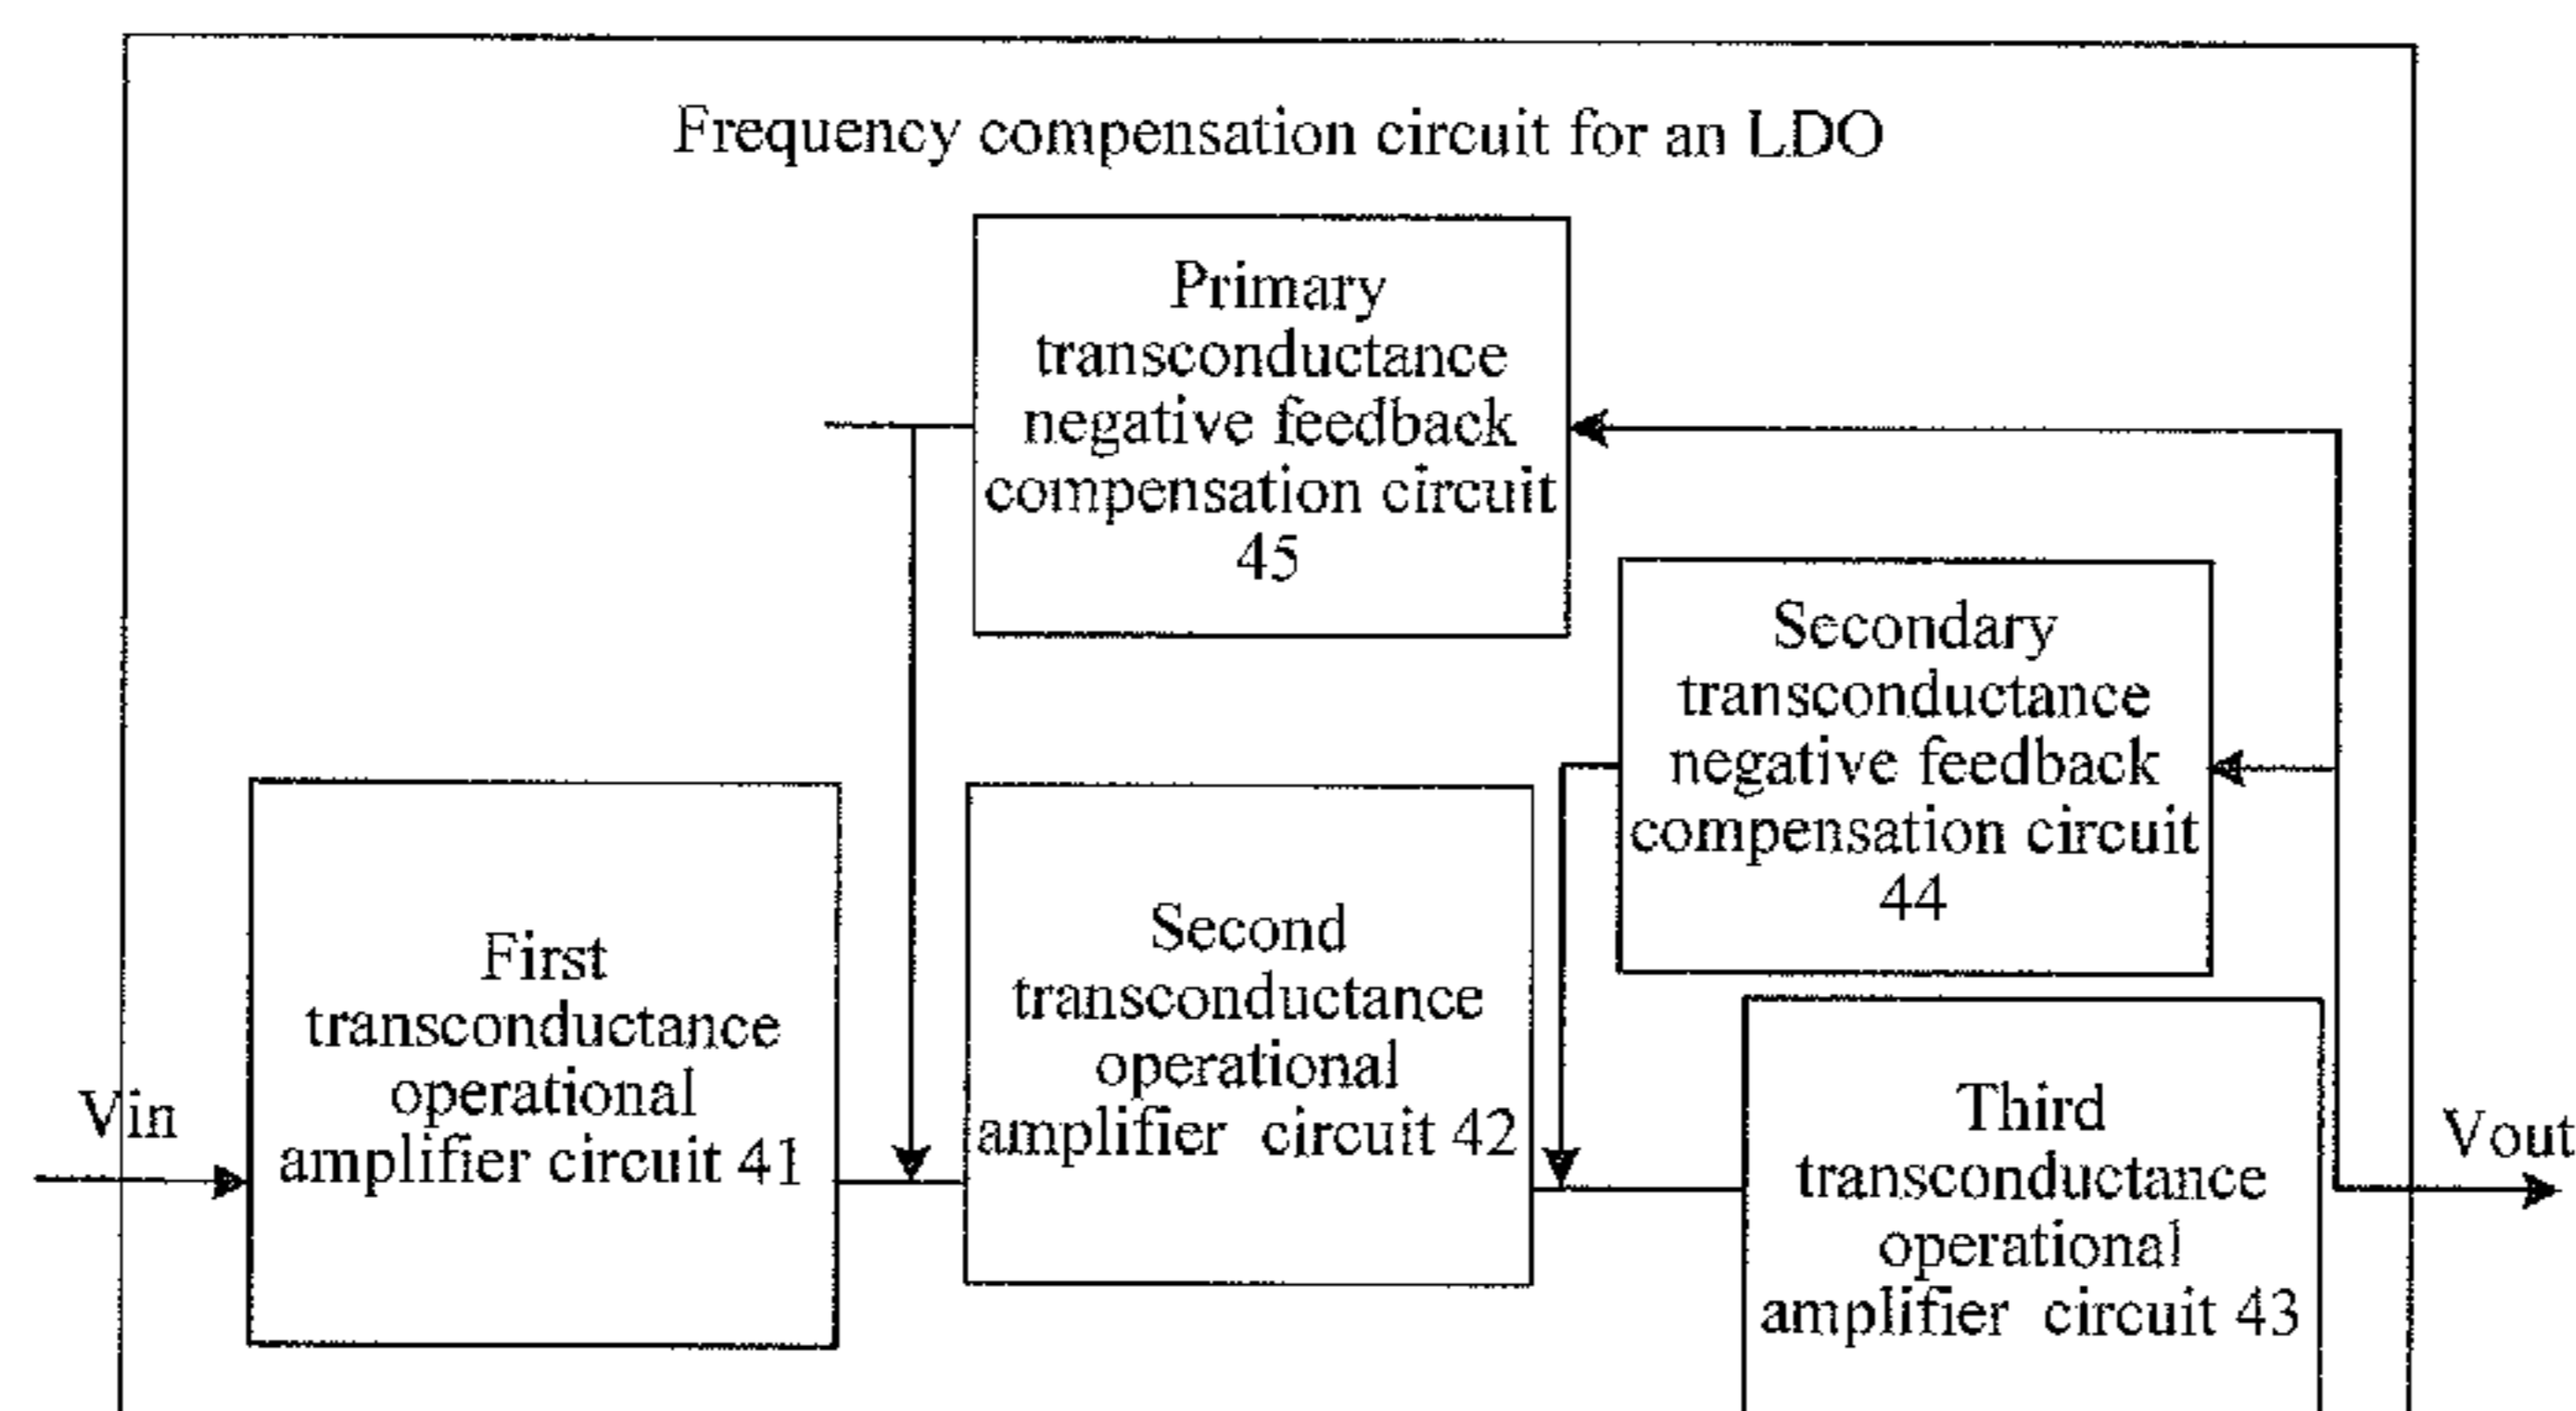 Frequency compensation circuit for an LDO
Primary
transconductance
negative feedback
compensation circuit
45
Secondary
transconductance
negative feedback
compensation circuit
44
First
transconductance
operational
amplifier circuit 41
Second
transconductance
operational
amplifier circuit 42
Third
transconductance
operational
amplifier circuit 43
Vin
Vout